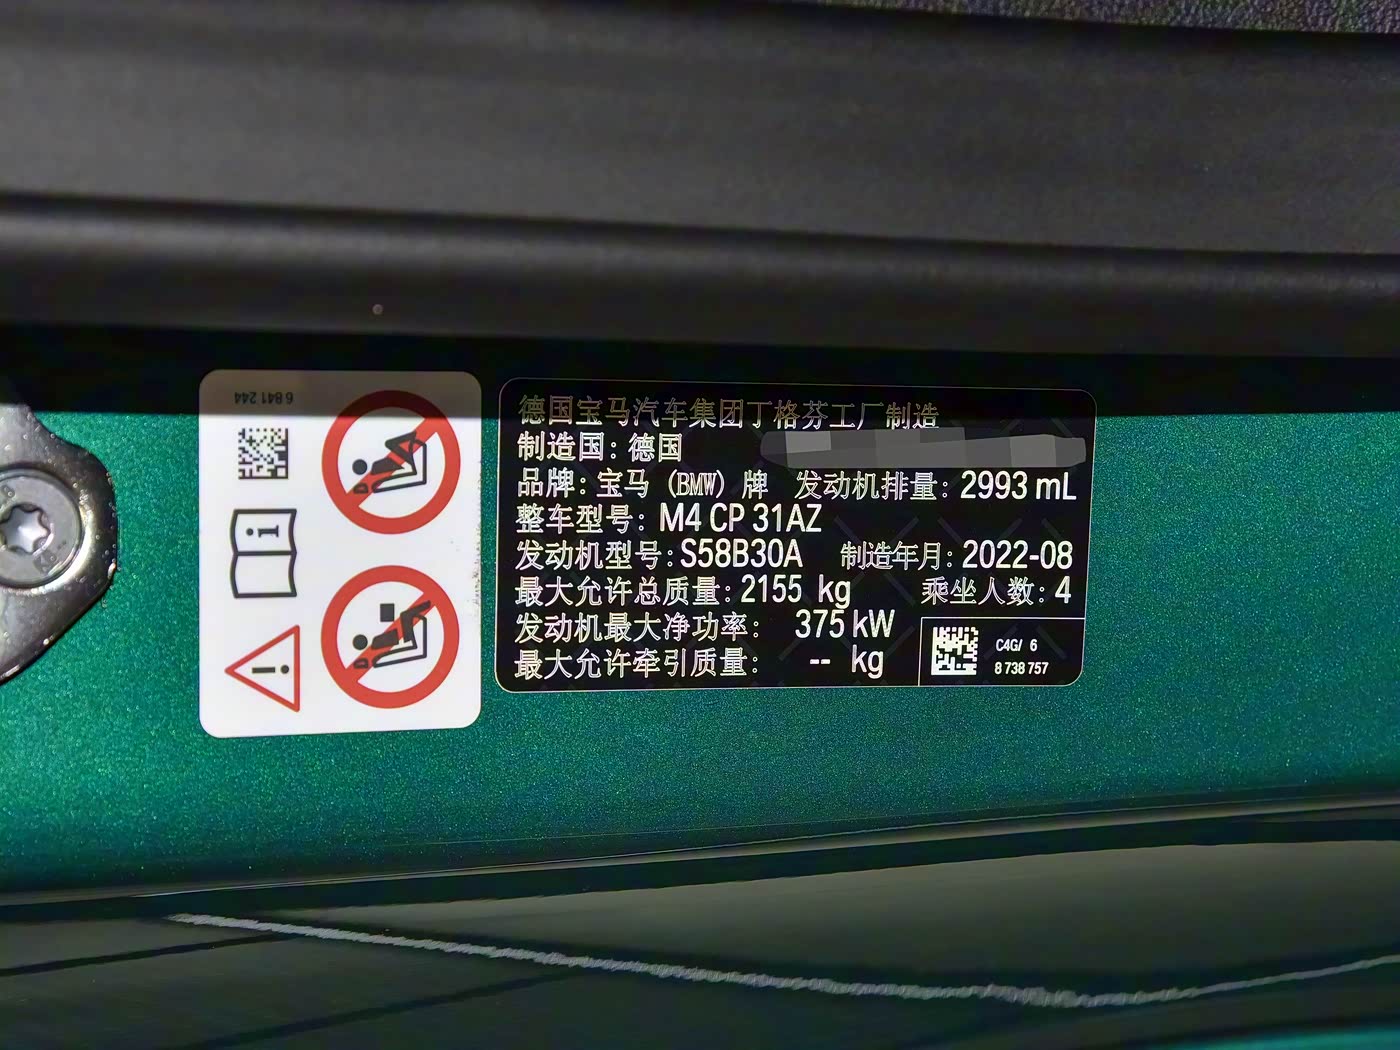 6 841 244
德国宝马汽车集团丁格芬工厂制造
制造国：德国
品牌：宝马（BMW）牌 发动机排量：2993 mL
整车型号：M4 CP 31AZ
发动机型号：S58B30A 制造年月：2022-08
最大允许总质量：2155 kg 乘坐人数：4
发动机最大净功率：375 kW
最大允许牵引质量：-- kg
C4G/ 6
8 738 757